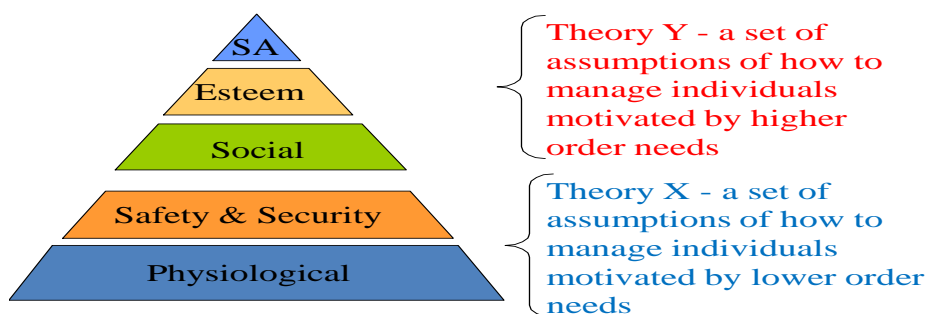 SA
Esteem
Social
Safety & Security
Physiological
Theory Y - a set of
assumptions of how to
manage individuals
motivated by higher
order needs
Theory X - a set of
assumptions of how to
manage individuals
motivated by lower order
needs